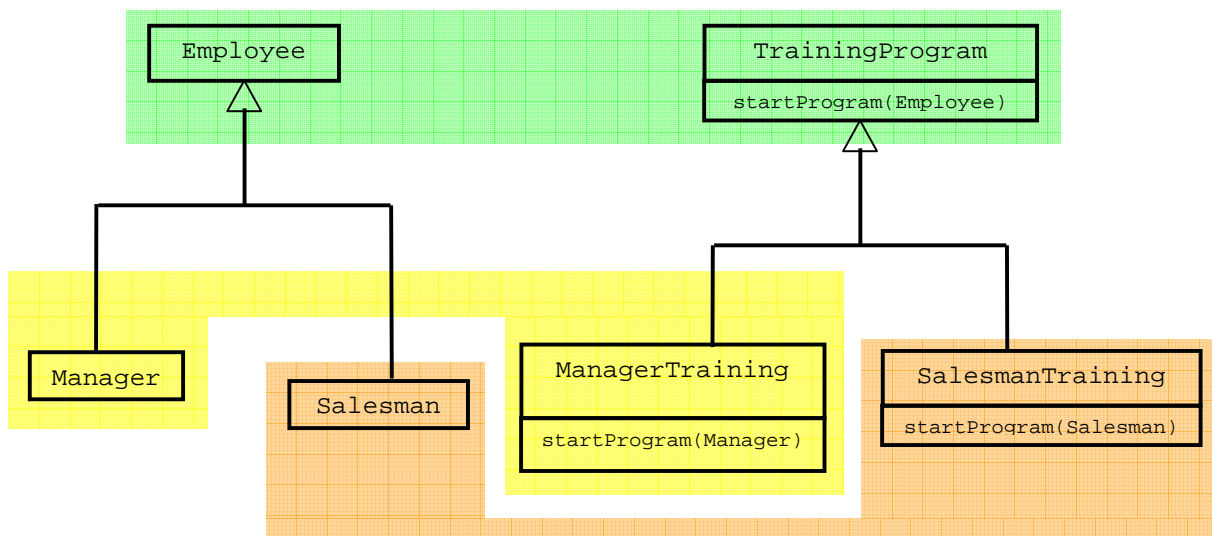 Employee
TrainingProgram
startProgram(Employee)
Manager
Salesman
ManagerTraining
startProgram(Manager)
SalesmanTraining
startProgram(Salesman)